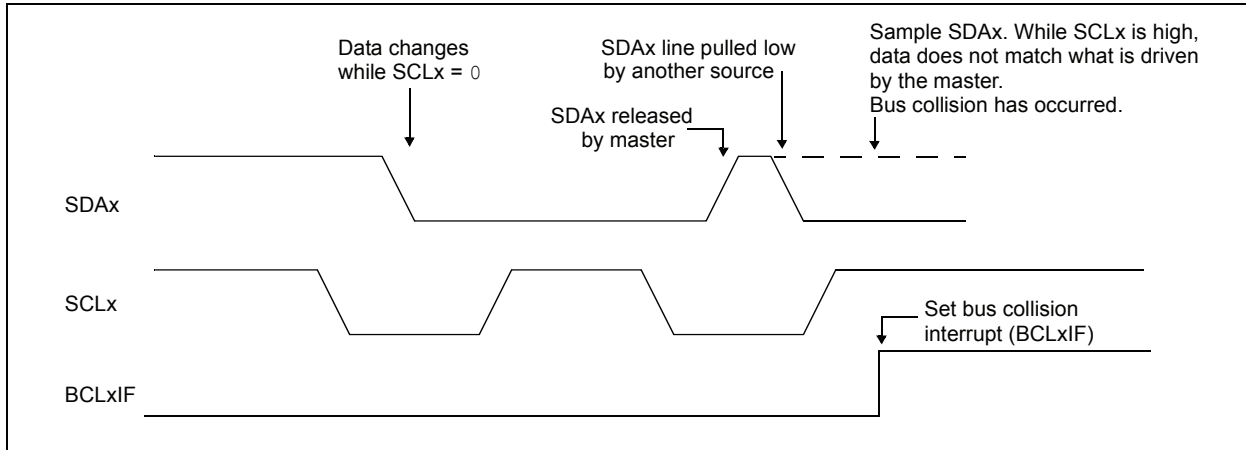 Data changes
while SCLx = 0
SDAx line pulled low
by another source
SDAx released
by master
Sample SDAx. While SCLx is high,
data does not match what is driven
by the master.
Bus collision has occurred.
SDAx
SCLx
Set bus collision
interrupt (BCLxIF)
BCLxIF